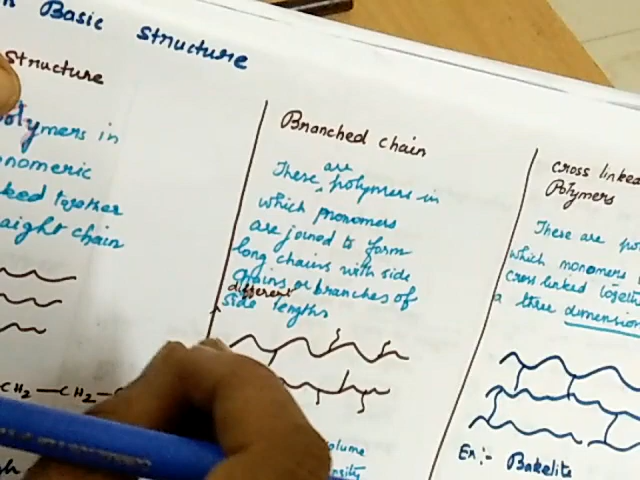 Basic structure
structure
polymers in
nomeric
ked together
aight chain
CH2 — CH2 —
Branched chain
are
These, polymers in
which monomers
are joined to form
long chains with side
chains or branches of
different
side lengths
olume
ensity
Cross linked
Polymers
These are po
which monomers
cross linked togeth
a three dimension
Ex:- Bakelite